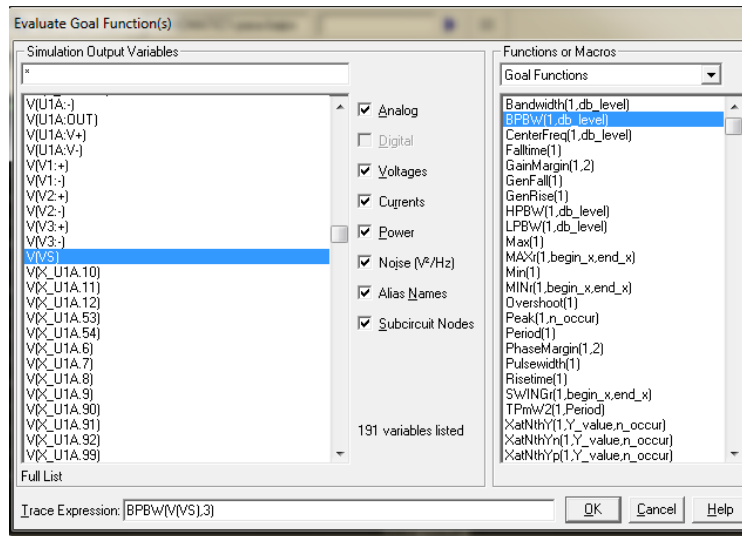 Evaluate Goal Function(s)
Simulation Output Variables
*
V(U1A:-)
V(U1A:OUT)
V(U1A:V+)
V(U1A:V-)
V(V1:+)
V(V1:-)
V(V2:+)
V(V2:-)
V(V3:+)
V(V3:-)
V(VS)
V(X_U1A.10)
V(X_U1A.11)
V(X_U1A.12)
V(X_U1A.53)
V(X_U1A.54)
V(X_U1A.6)
V(X_U1A.7)
V(X_U1A.8)
V(X_U1A.9)
V(X_U1A.90)
V(X_U1A.91)
V(X_U1A.92)
V(X_U1A.99)
Full List
Analog
Digital
Voltages
Currents
Power
Noise (V²/Hz)
Alias Names
Subcircuit Nodes
191 variables listed
Functions or Macros
Goal Functions
Bandwidth(1,db_level)
BPBW(1,db_level)
CenterFreq(1,db_level)
Falltime(1)
GainMargin(1,2)
GenFall(1)
GenRise(1)
HPBW(1,db_level)
LPBW(1,db_level)
Max(1)
MAXr(1,begin_x,end_x)
Min(1)
MINr(1,begin_x,end_x)
Overshoot(1)
Peak(1,n_occur)
Period(1)
PhaseMargin(1,2)
Pulsewidth(1)
Risetime(1)
SWINGr(1,begin_x,end_x)
TPmW2(1,Period)
XatNthY(1,Y_value,n_occur)
XatNthYn(1,Y_value,n_occur)
XatNthYp(1,Y_value,n_occur)
Trace Expression: BPBW(V(VS),3)
OK
Cancel
Help